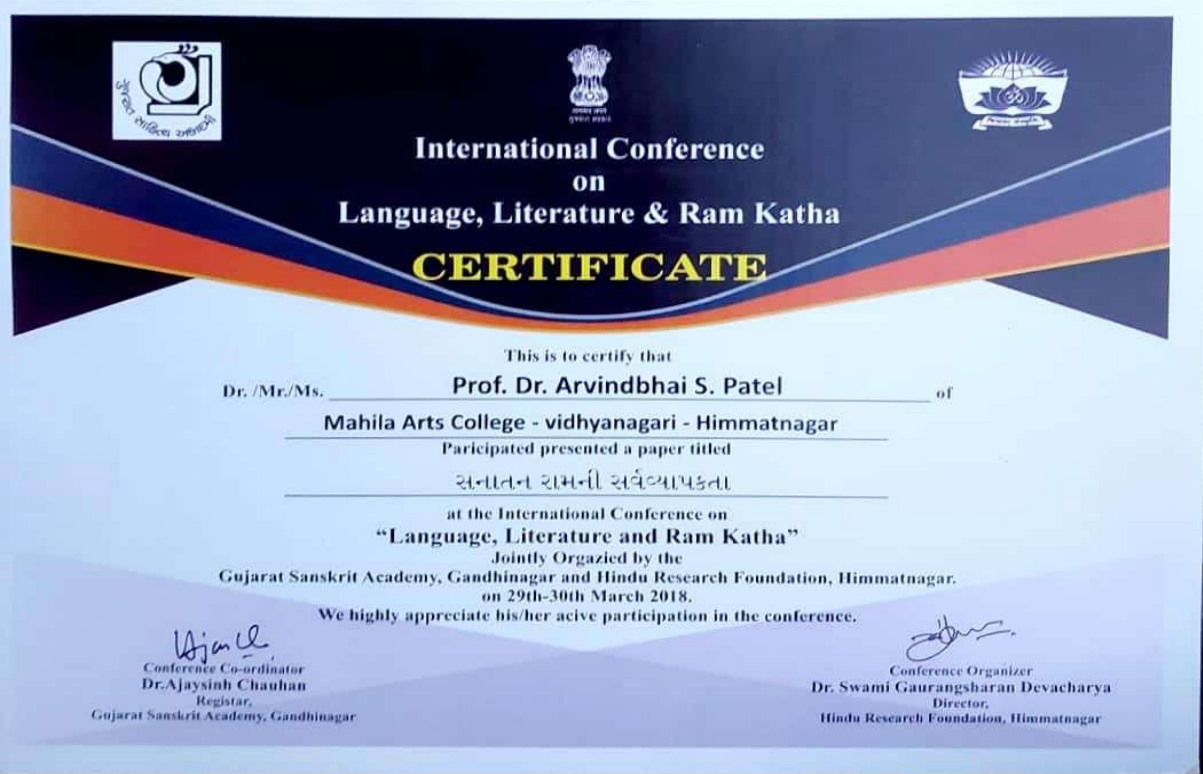 ગુજરાત સાહિત્ય અકાદમી
International Conference
on
Language, Literature & Ram Katha
CERTIFICATE
This is to certify that
Dr. /Mr./Ms. Prof. Dr. Arvindbhai S. Patel of
Mahila Arts College - vidhyanagari - Himmatnagar
Paricipated presented a paper titled
સનાતન રામની સર્વવ્યાપકતા
at the International Conference on
“Language, Literature and Ram Katha”
Jointly Orgazied by the
Gujarat Sanskrit Academy, Gandhinagar and Hindu Research Foundation, Himmatnagar.
on 29th-30th March 2018.
We highly appreciate his/her acive participation in the conference.
Conference Co-ordinator
Dr.Ajaysinh Chauhan
Registar,
Gujarat Sanskrit Academy, Gandhinagar
Conference Organizer
Dr. Swami Gaurangsharan Devacharya
Director,
Hindu Research Foundation, Himmatnagar